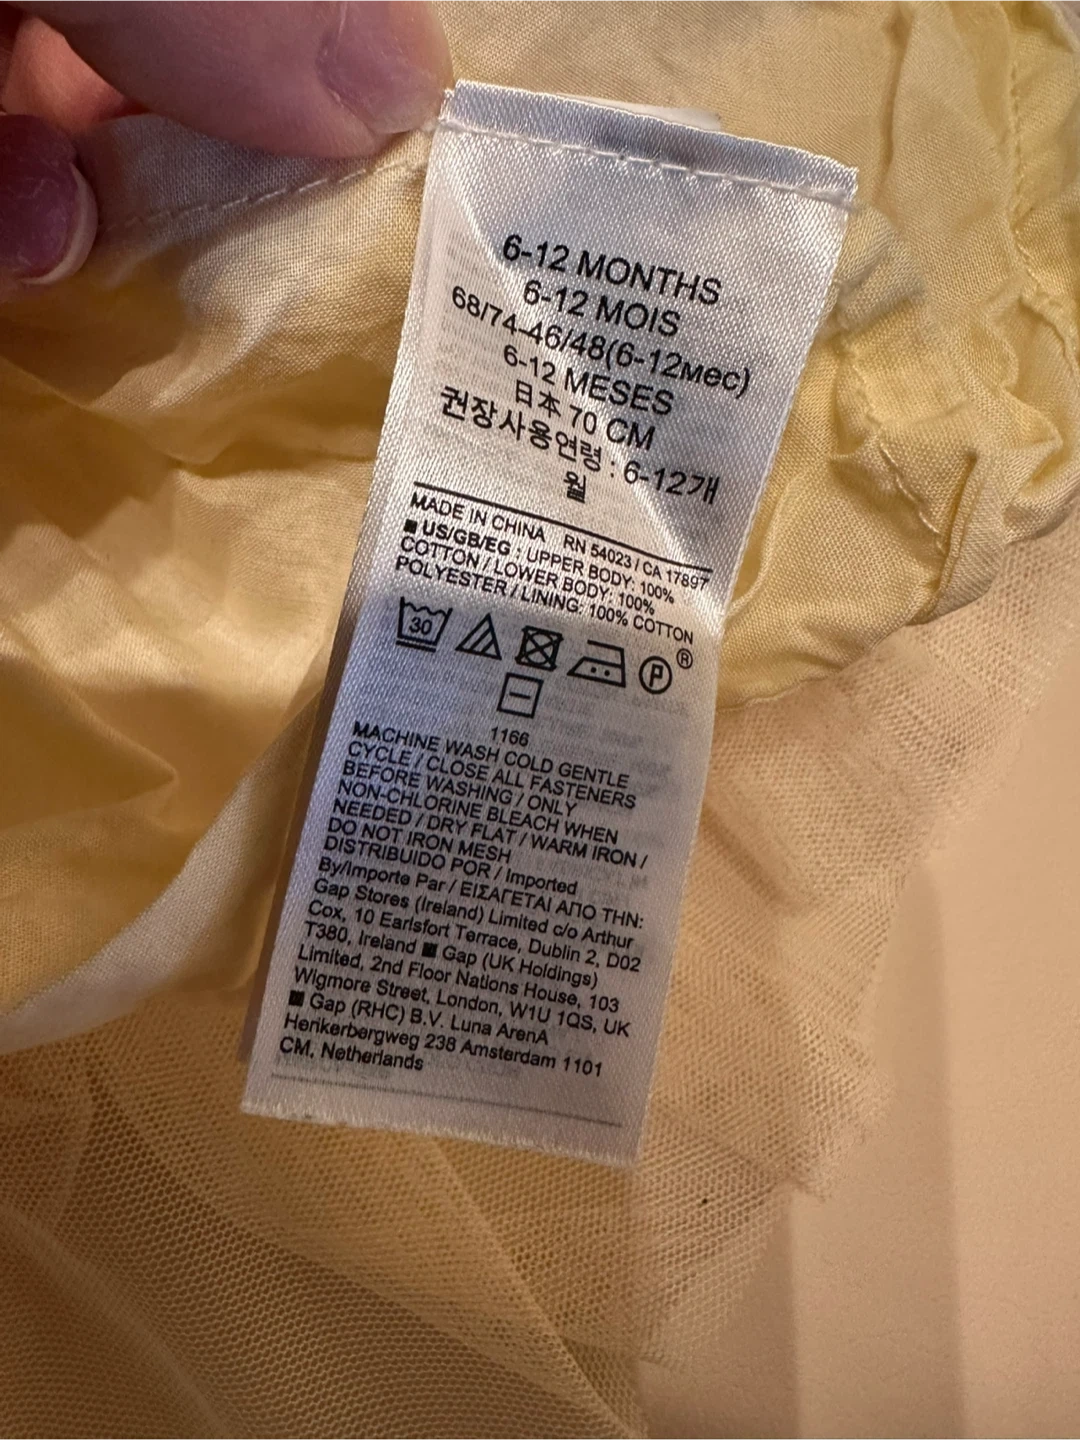 6-12 MONTHS
6-12 MOIS
68/74-46/48(6-12мес)
6-12 MESES
日本 70 CM
권장사용연령 : 6-12개
월
MADE IN CHINA RN 54023 / CA 17897
■ US/GB/EG : UPPER BODY: 100%
COTTON / LOWER BODY: 100%
POLYESTER / LINING: 100% COTTON
30 P ®
1166
MACHINE WASH COLD GENTLE
CYCLE / CLOSE ALL FASTENERS
BEFORE WASHING / ONLY
NON-CHLORINE BLEACH WHEN
NEEDED / DRY FLAT / WARM IRON /
DO NOT IRON MESH
DISTRIBUIDO POR / Imported
By/Importe Par / ΕΙΣΑΓΕΤΑΙ ΑΠΟ ΤΗΝ:
Gap Stores (Ireland) Limited c/o Arthur
Cox, 10 Earlsfort Terrace, Dublin 2, D02
T380, Ireland ■ Gap (UK Holdings)
Limited, 2nd Floor Nations House, 103
Wigmore Street, London, W1U 1QS, UK
■ Gap (RHC) B.V. Luna ArenA
Herikerbergweg 238 Amsterdam 1101
CM, Netherlands